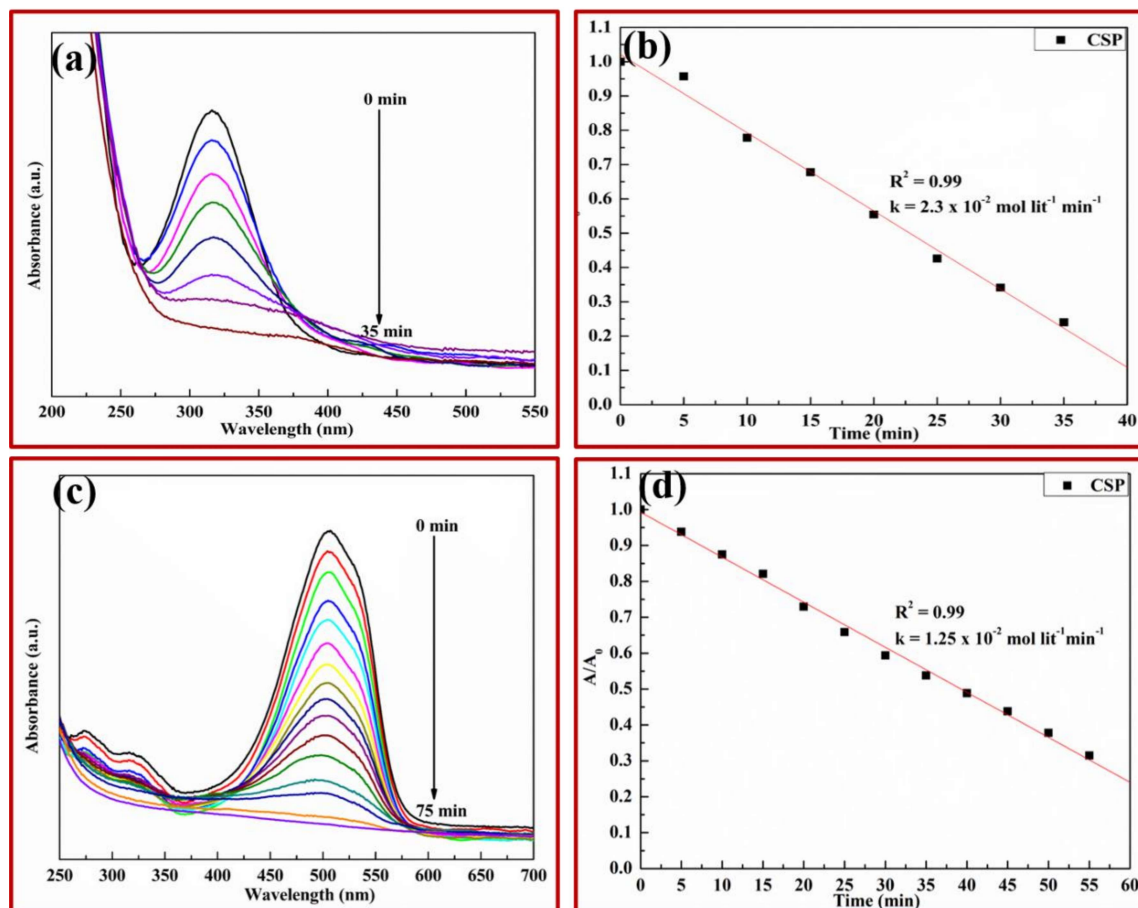 (a)
0 min
35 min
Absorbance (a.u.)
200 250 300 350 400 450 500 550
Wavelength (nm)
(b)
CSP
1.1
1.0
0.9
0.8
0.7
0.6
0.5
0.4
0.3
0.2
0.1
0.0
R² = 0.99
k = 2.3 x 10⁻² mol lit⁻¹ min⁻¹
0 5 10 15 20 25 30 35 40
Time (min)
(c)
0 min
75 min
Absorbance (a.u.)
250 300 350 400 450 500 550 600 650 700
Wavelength (nm)
(d)
CSP
1.1
1.0
0.9
0.8
0.7
0.6
0.5
0.4
0.3
0.2
0.1
0.0
A/A₀
R² = 0.99
k = 1.25 x 10⁻² mol lit⁻¹min⁻¹
0 5 10 15 20 25 30 35 40 45 50 55 60
Time (min)